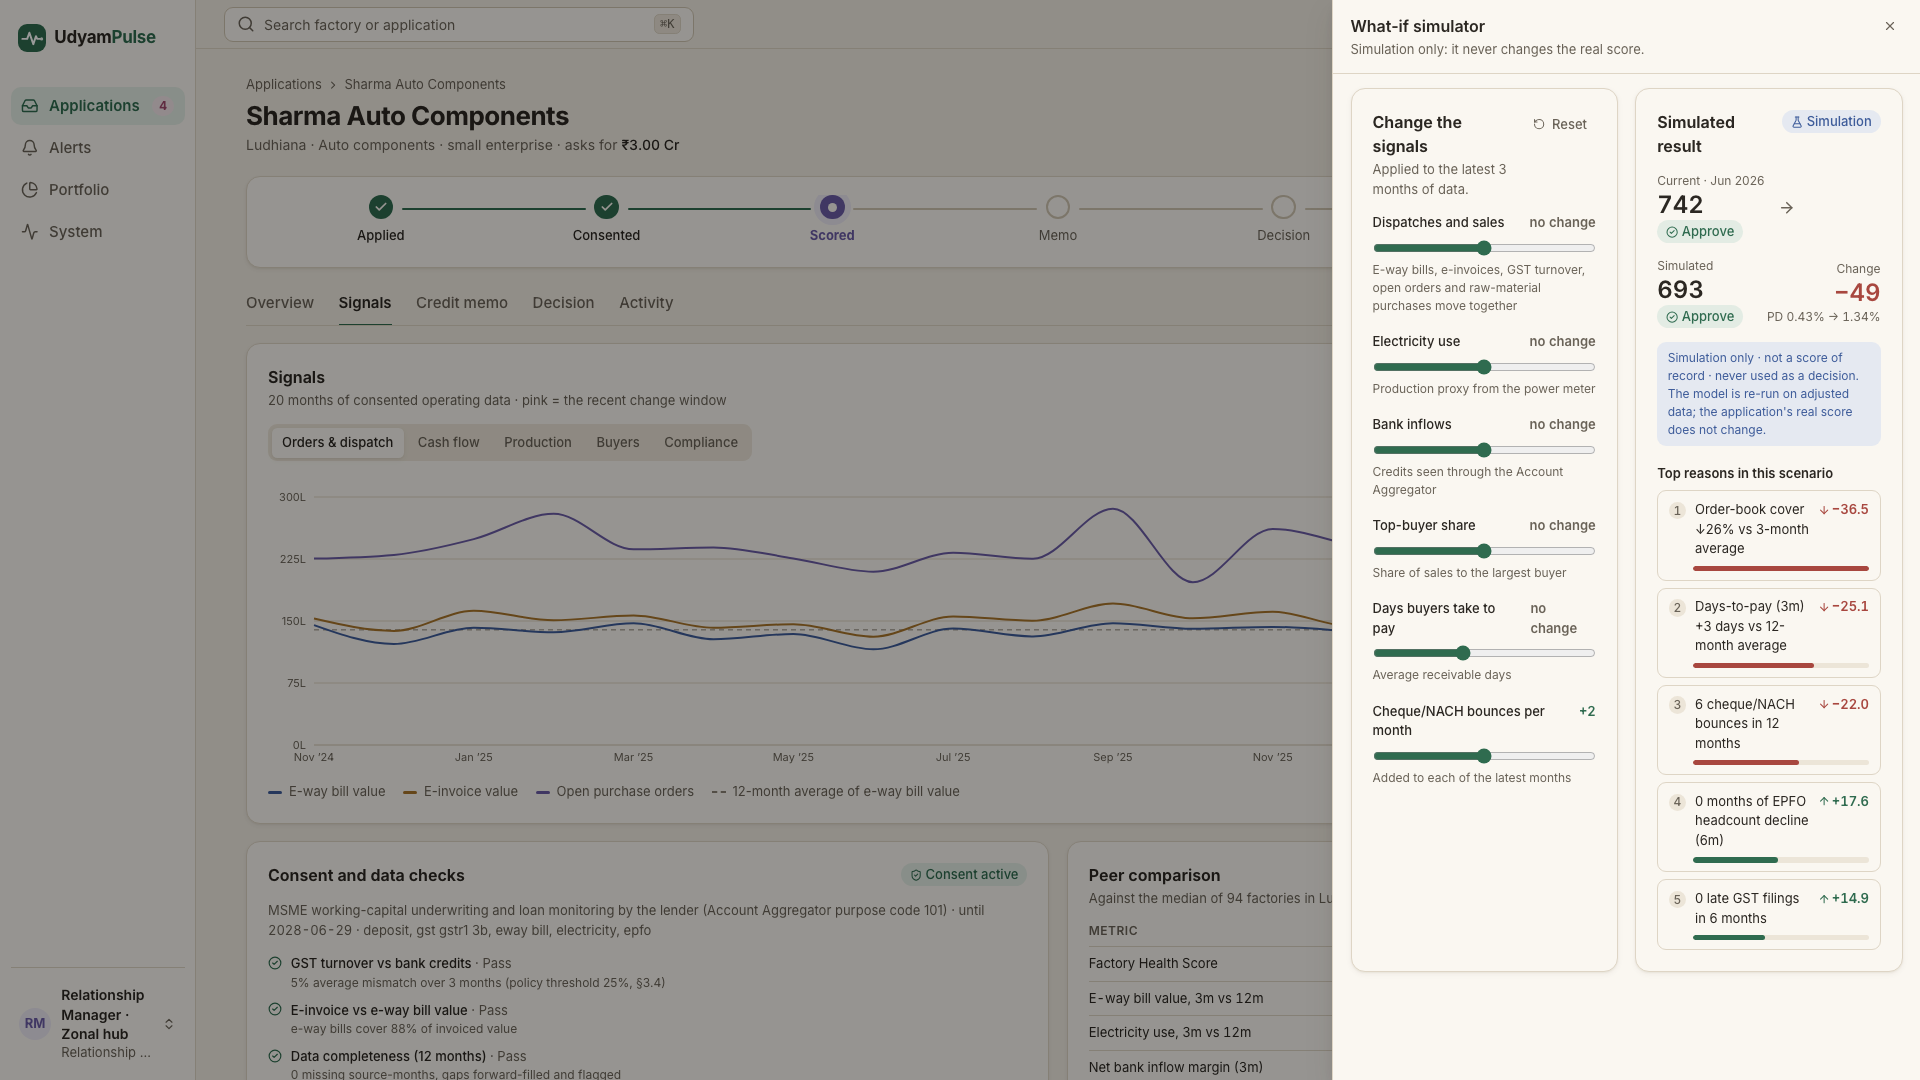 UdyamPulse
Applications 4
Alerts
Portfolio
System
Relationship
Manager ·
Zonal hub
RM
Relationship ...
Search factory or application ⌘K
Applications › Sharma Auto Components
Sharma Auto Components
Ludhiana · Auto components · small enterprise · asks for ₹3.00 Cr
Applied Consented Scored Memo Decision
Overview Signals Credit memo Decision Activity
Signals
20 months of consented operating data · pink = the recent change window
Orders & dispatch Cash flow Production Buyers Compliance
300L
225L
150L
75L
0L
Nov '24 Jan '25 Mar '25 May '25 Jul '25 Sep '25 Nov '25
E-way bill value E-invoice value Open purchase orders 12-month average of e-way bill value
Consent and data checks Consent active
MSME working-capital underwriting and loan monitoring by the lender (Account Aggregator purpose code 101) · until
2028-06-29 · deposit, gst gstr1 3b, eway bill, electricity, epfo
GST turnover vs bank credits · Pass
5% average mismatch over 3 months (policy threshold 25%, §3.4)
E-invoice vs e-way bill value · Pass
e-way bills cover 88% of invoiced value
Data completeness (12 months) · Pass
0 missing source-months, gaps forward-filled and flagged
Peer comparison
Against the median of 94 factories in Lu
METRIC
Factory Health Score
E-way bill value, 3m vs 12m
Electricity use, 3m vs 12m
Net bank inflow margin (3m)
What-if simulator
Simulation only: it never changes the real score.
Change the
signals
Reset
Applied to the latest 3
months of data.
Dispatches and sales no change
E-way bills, e-invoices, GST turnover,
open orders and raw-material
purchases move together
Electricity use no change
Production proxy from the power meter
Bank inflows no change
Credits seen through the Account
Aggregator
Top-buyer share no change
Share of sales to the largest buyer
Days buyers take to
pay
no
change
Average receivable days
Cheque/NACH bounces per
month
+2
Added to each of the latest months
Simulated
result
Simulation
Current · Jun 2026
742 →
Approve
Simulated Change
693 −49
Approve PD 0.43% → 1.34%
Simulation only · not a score of
record · never used as a decision.
The model is re-run on adjusted
data; the application's real score
does not change.
Top reasons in this scenario
1 Order-book cover ↓ −36.5
↓26% vs 3-month
average
2 Days-to-pay (3m) ↓ −25.1
+3 days vs 12-
month average
3 6 cheque/NACH ↓ −22.0
bounces in 12
months
4 0 months of EPFO ↑ +17.6
headcount decline
(6m)
5 0 late GST filings ↑ +14.9
in 6 months